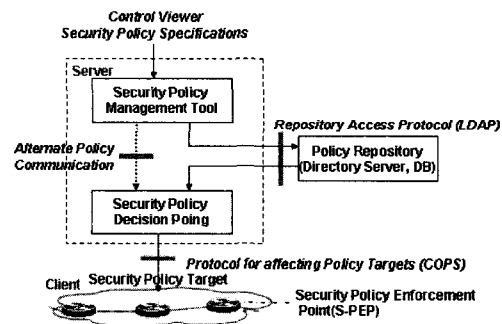 Control Viewer
Security Policy Specifications
Server
Security Policy
Management Tool
Repository Access Protocol (LDAP)
Alternate Policy
Communication
Policy Repository
(Directory Server, DB)
Security Policy
Decision Poing
Protocol for affecting Policy Targets (COPS)
Security Policy Target
Client
Security Policy Enforcement
Point(S-PEP)